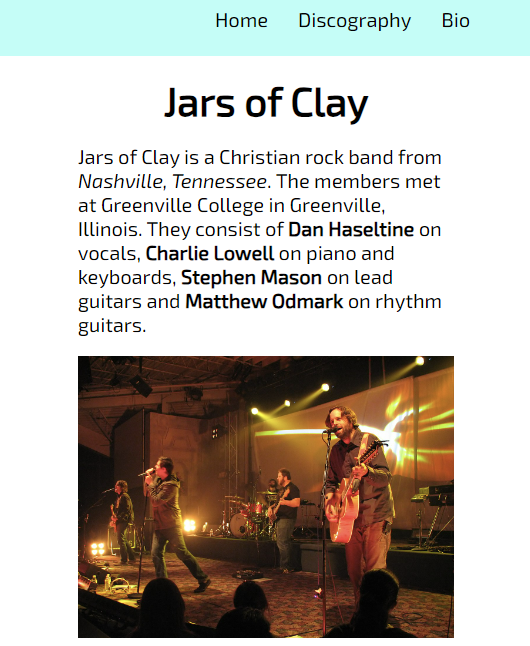 Home Discography Bio
Jars of Clay
Jars of Clay is a Christian rock band from
Nashville, Tennessee. The members met
at Greenville College in Greenville,
Illinois. They consist of Dan Haseltine on
vocals, Charlie Lowell on piano and
keyboards, Stephen Mason on lead
guitars and Matthew Odmark on rhythm
guitars.